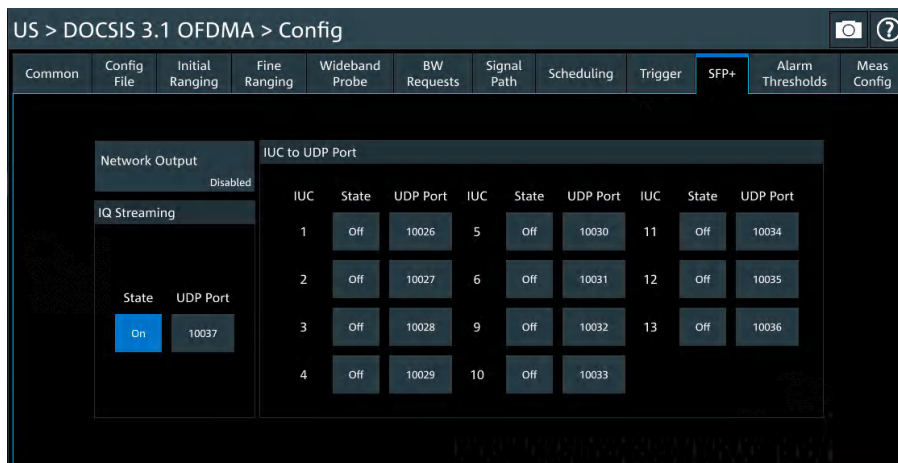 US > DOCSIS 3.1 OFDMA > Config
Common
Config
File
Initial
Ranging
Fine
Ranging
Wideband
Probe
BW
Requests
Signal
Path
Scheduling
Trigger
SFP+
Alarm
Thresholds
Meas
Config
Network Output
Disabled
IQ Streaming
State UDP Port
On 10037
IUC to UDP Port
IUC State UDP Port IUC State UDP Port IUC State UDP Port
1 Off 10026 5 Off 10030 11 Off 10034
2 Off 10027 6 Off 10031 12 Off 10035
3 Off 10028 9 Off 10032 13 Off 10036
4 Off 10029 10 Off 10033